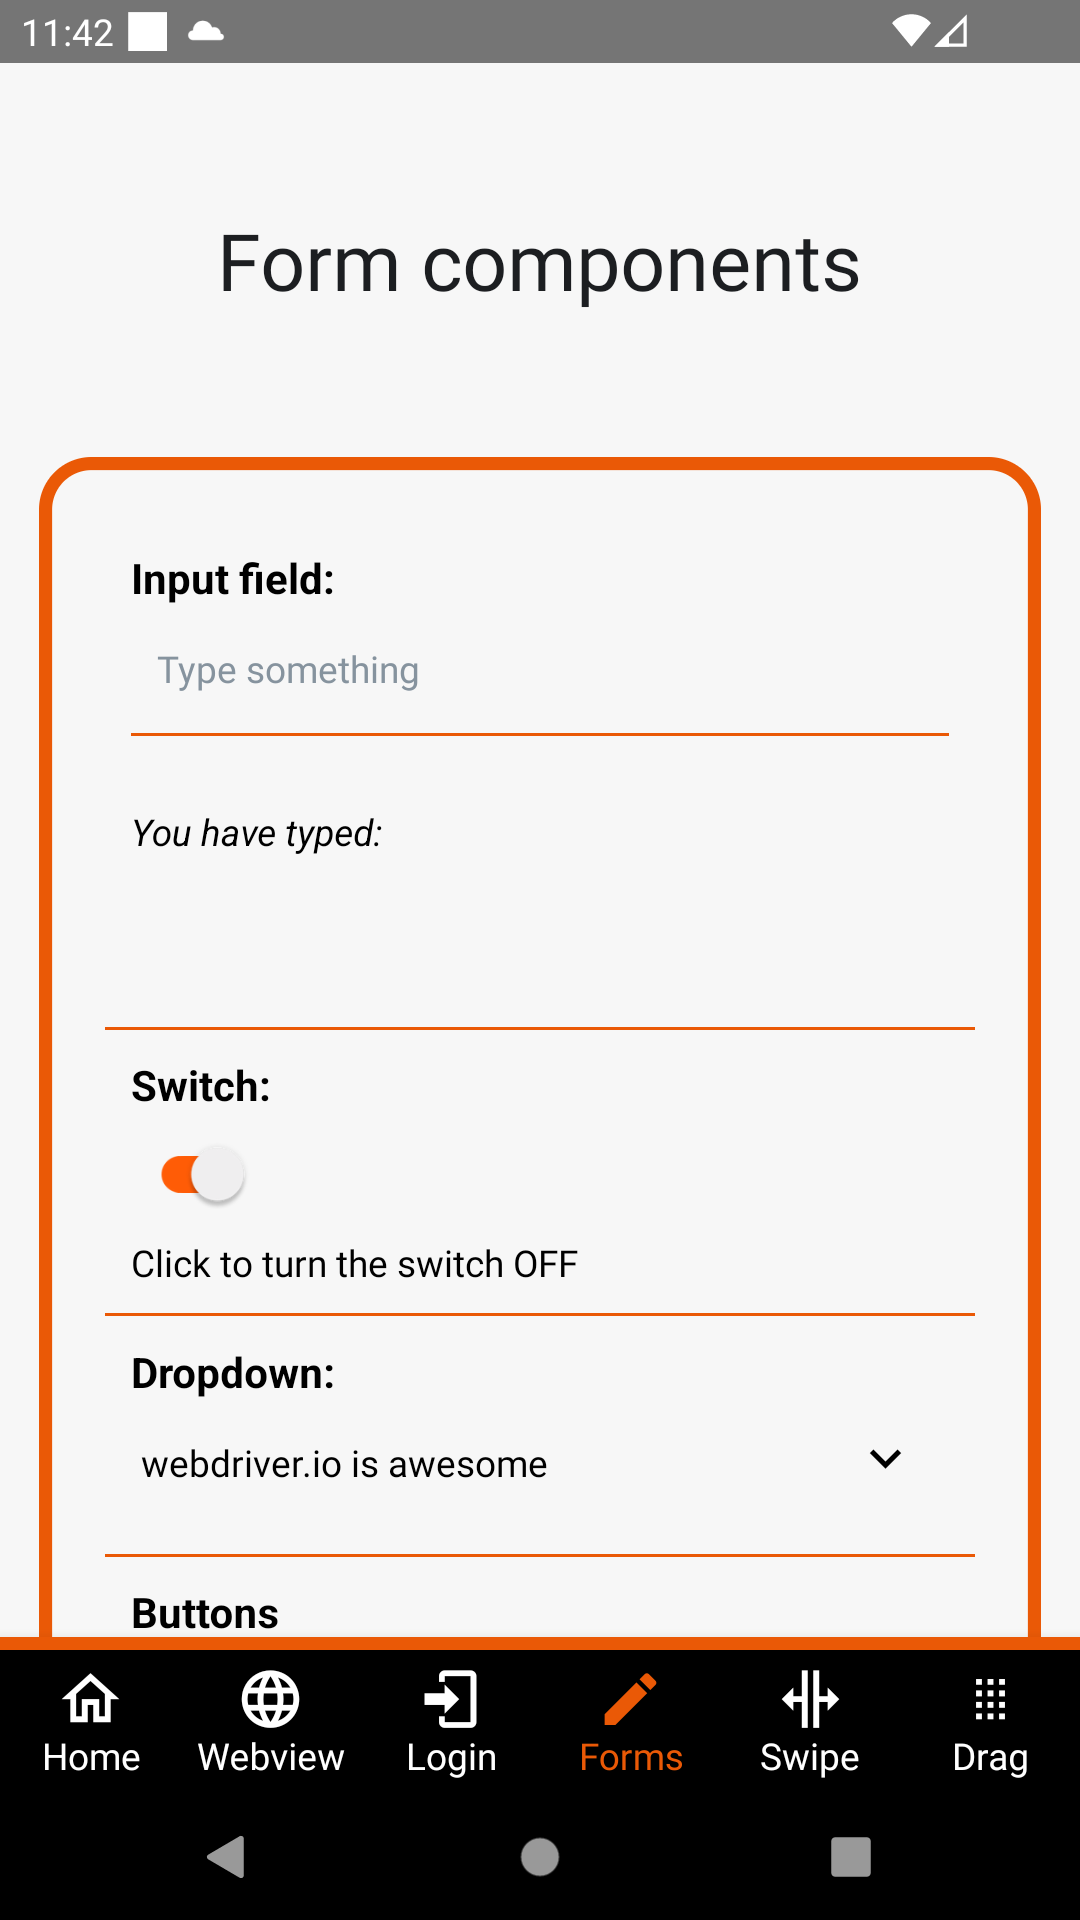 11:42
Form components
Input field:
Type something
You have typed:
Switch:
Click to turn the switch OFF
Dropdown:
webdriver.io is awesome
Buttons
Home Webview Login Forms Swipe Drag